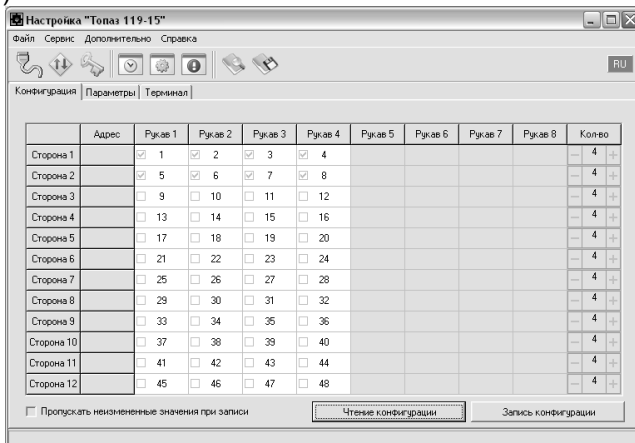 )
Настройка "Топаз 119-15"
Файл Сервис Дополнительно Справка
RU
Конфигурация Параметры Терминал
Адрес Рукав 1 Рукав 2 Рукав 3 Рукав 4 Рукав 5 Рукав 6 Рукав 7 Рукав 8 Кол-во
Сторона 1 1 2 3 4 − 4 +
Сторона 2 5 6 7 8 − 4 +
Сторона 3 9 10 11 12 − 4 +
Сторона 4 13 14 15 16 − 4 +
Сторона 5 17 18 19 20 − 4 +
Сторона 6 21 22 23 24 − 4 +
Сторона 7 25 26 27 28 − 4 +
Сторона 8 29 30 31 32 − 4 +
Сторона 9 33 34 35 36 − 4 +
Сторона 10 37 38 39 40 − 4 +
Сторона 11 41 42 43 44 − 4 +
Сторона 12 45 46 47 48 − 4 +
Пропускать неизмененные значения при записи Чтение конфигурации Запись конфигурации